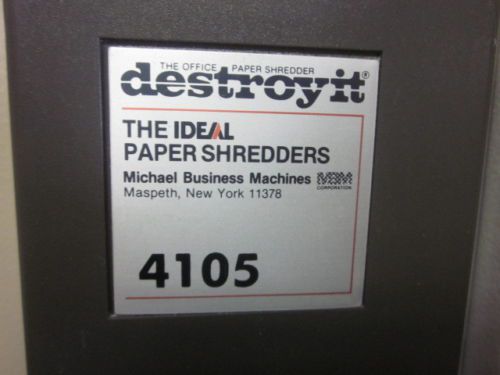 THE OFFICE PAPER SHREDDER
destroyit®
THE IDEAL
PAPER SHREDDERS
Michael Business Machines
CORPORATION
Maspeth, New York 11378
4105